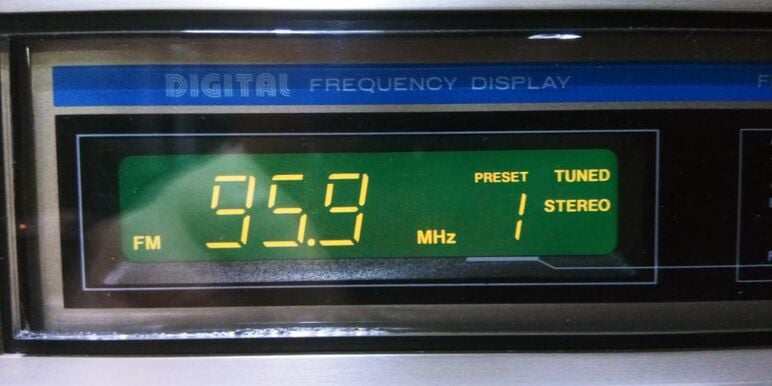 DIGITAL FREQUENCY DISPLAY
PRESET TUNED
FM 95.9 MHz 1 STEREO